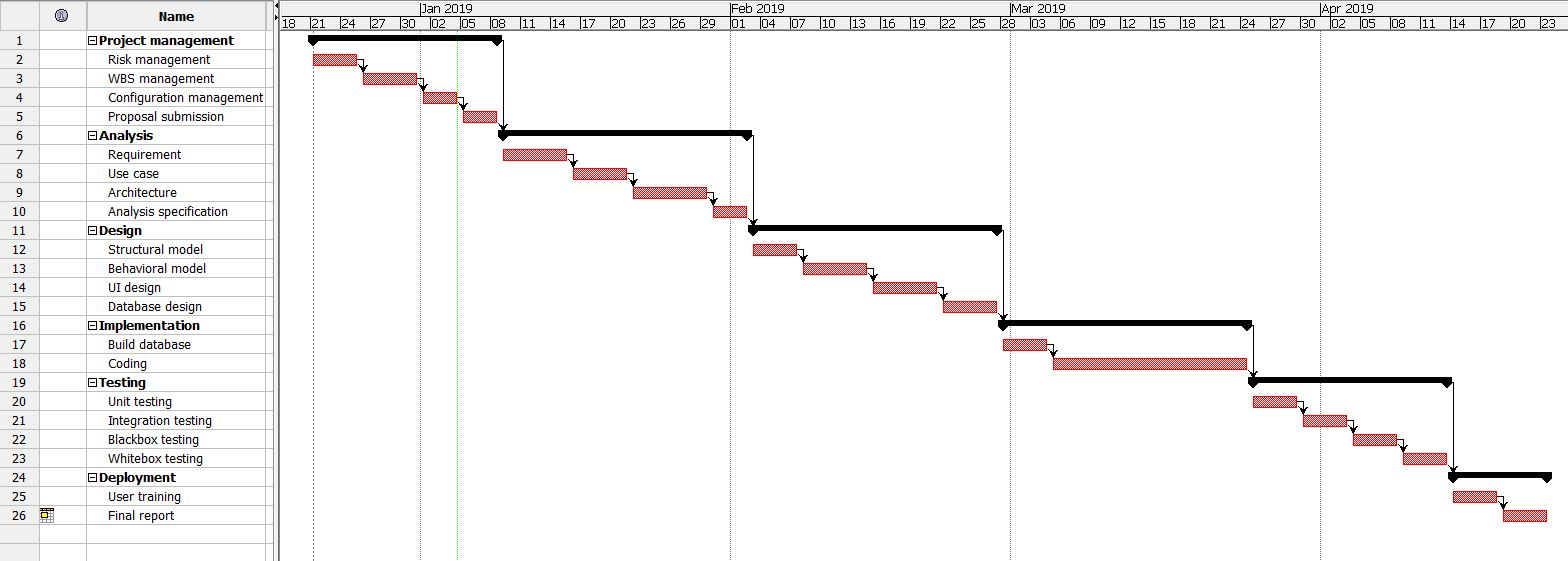 Name
Jan 2019 Feb 2019 Mar 2019 Apr 2019
18 21 24 27 30 02 05 08 11 14 17 20 23 26 29 01 04 07 10 13 16 19 22 25 28 03 06 09 12 15 18 21 24 27 30 02 05 08 11 14 17 20 23
1 Project management
2 Risk management
3 WBS management
4 Configuration management
5 Proposal submission
6 Analysis
7 Requirement
8 Use case
9 Architecture
10 Analysis specification
11 Design
12 Structural model
13 Behavioral model
14 UI design
15 Database design
16 Implementation
17 Build database
18 Coding
19 Testing
20 Unit testing
21 Integration testing
22 Blackbox testing
23 Whitebox testing
24 Deployment
25 User training
26 Final report